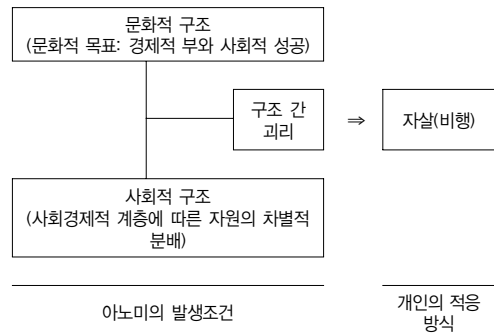 문화적 구조
(문화적 목표: 경제적 부와 사회적 성공)
구조 간
괴리
⇒
자살(비행)
사회적 구조
(사회경제적 계층에 따른 자원의 차별적
분배)
아노미의 발생조건
개인의 적응
방식